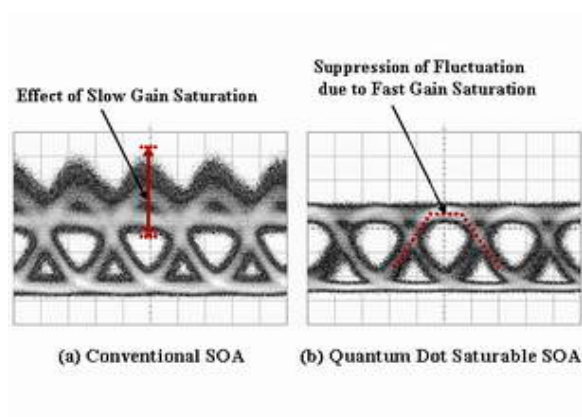 Effect of Slow Gain Saturation
Suppression of Fluctuation
due to Fast Gain Saturation
(a) Conventional SOA
(b) Quantum Dot Saturable SOA